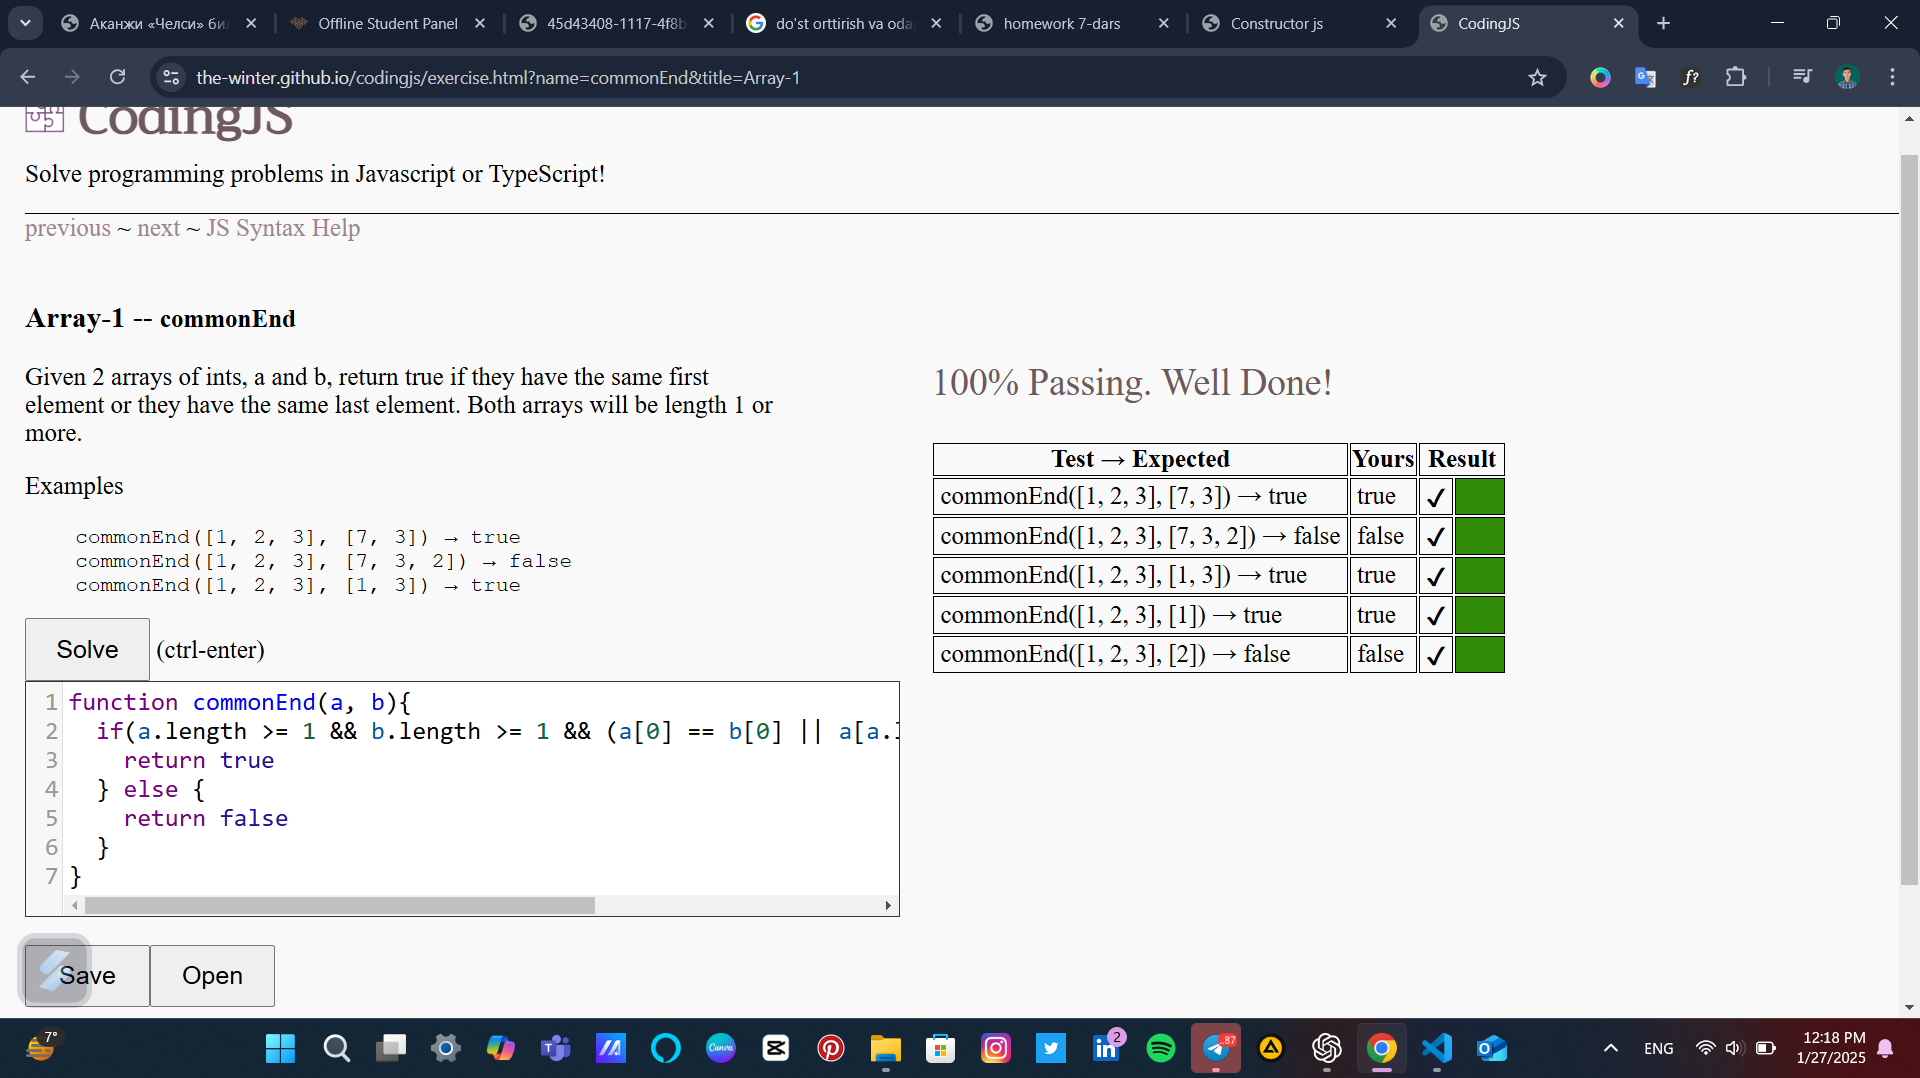 Аканжи «Челси» бил
Offline Student Panel
45d43408-1117-4f8b
do'st orttirish va oda
homework 7-dars
Constructor js
CodingJS
the-winter.github.io/codingjs/exercise.html?name=commonEnd&title=Array-1
CodingJS
Solve programming problems in Javascript or TypeScript!
previous ~ next ~ JS Syntax Help
Array-1 -- commonEnd
Given 2 arrays of ints, a and b, return true if they have the same first
element or they have the same last element. Both arrays will be length 1 or
more.
Examples
commonEnd([1, 2, 3], [7, 3]) → true
commonEnd([1, 2, 3], [7, 3, 2]) → false
commonEnd([1, 2, 3], [1, 3]) → true
Solve (ctrl-enter)
1 function commonEnd(a, b){
2 if(a.length >= 1 && b.length >= 1 && (a[0] == b[0] || a[a.l
3 return true
4 } else {
5 return false
6 }
7 }
Save Open
100% Passing. Well Done!
Test → Expected Yours Result
commonEnd([1, 2, 3], [7, 3]) → true true ✓
commonEnd([1, 2, 3], [7, 3, 2]) → false false ✓
commonEnd([1, 2, 3], [1, 3]) → true true ✓
commonEnd([1, 2, 3], [1]) → true true ✓
commonEnd([1, 2, 3], [2]) → false false ✓
7°
Canva
2
..87
ENG
12:18 PM
1/27/2025